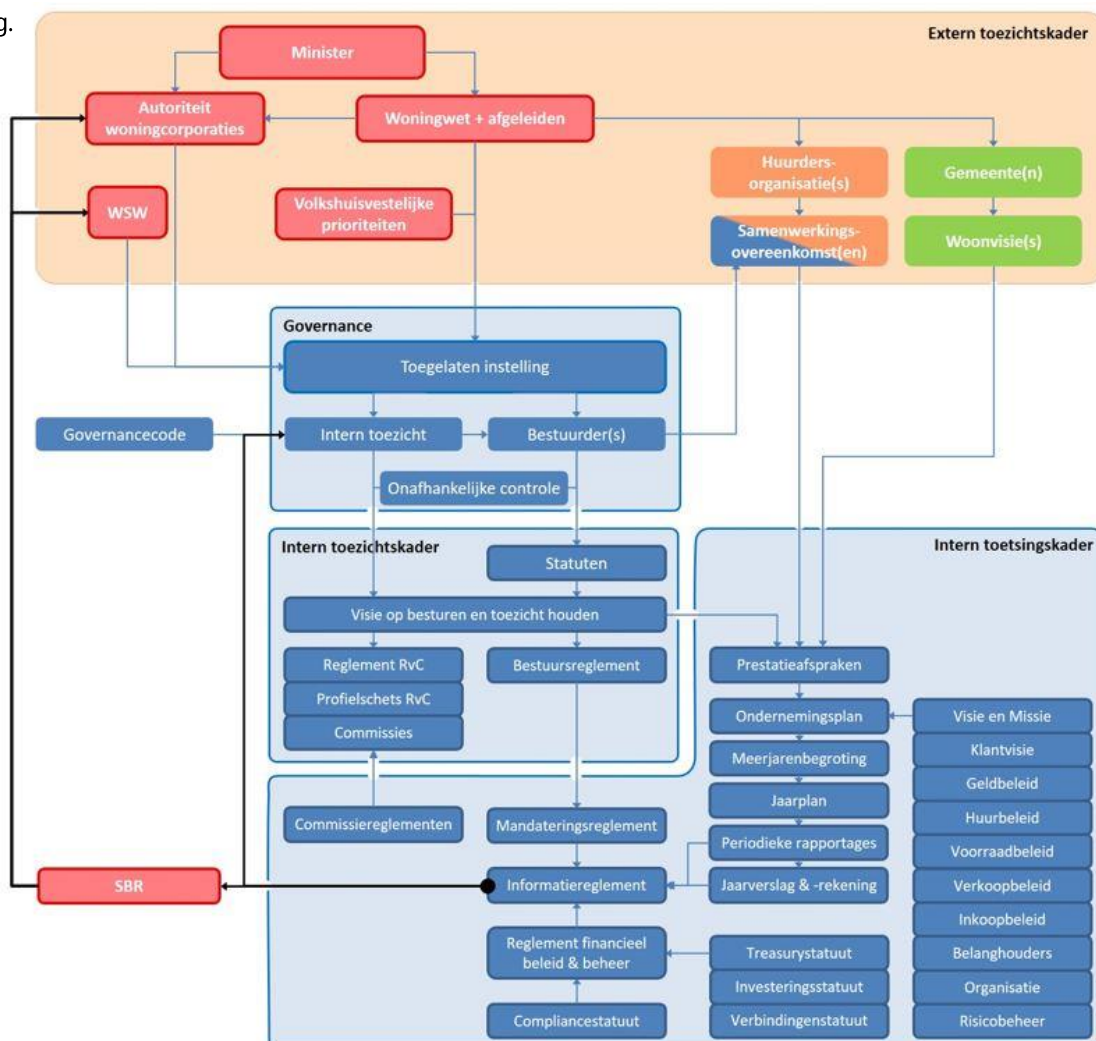 g.
Extern toezichtskader
Minister
Autoriteit
woningcorporaties
Woningwet + afgeleiden
Huurders-
organisatie(s)
Gemeente(n)
WSW
Volkshuisvestelijke
prioriteiten
Samenwerkings-
overeenkomst(en)
Woonvisie(s)
Governance
Toegelaten instelling
Governancecode
Intern toezicht
Bestuurder(s)
Onafhankelijke controle
Intern toezichtskader
Intern toetsingskader
Statuten
Visie op besturen en toezicht houden
Reglement RvC
Bestuursreglement
Prestatieafspraken
Profielschets RvC
Commissies
Ondernemingsplan
Visie en Missie
Meerjarenbegroting
Klantvisie
Jaarplan
Geldbeleid
Commissiereglementen
Mandateringsreglement
Huurbeleid
Periodieke rapportages
Voorraadbeleid
SBR
Informatiereglement
Jaarverslag & -rekening
Verkoopbeleid
Inkoopbeleid
Reglement financieel
beleid & beheer
Treasurystatuut
Belanghouders
Investeringsstatuut
Organisatie
Compliancestatuut
Verbindingenstatuut
Risicobeheer